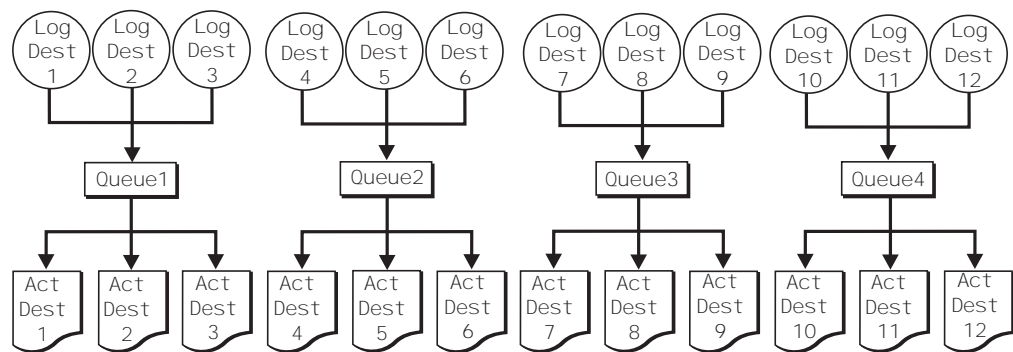 Log Dest 1
Log Dest 2
Log Dest 3
Log Dest 4
Log Dest 5
Log Dest 6
Log Dest 7
Log Dest 8
Log Dest 9
Log Dest 10
Log Dest 11
Log Dest 12
Queue1
Queue2
Queue3
Queue4
Act Dest 1
Act Dest 2
Act Dest 3
Act Dest 4
Act Dest 5
Act Dest 6
Act Dest 7
Act Dest 8
Act Dest 9
Act Dest 10
Act Dest 11
Act Dest 12